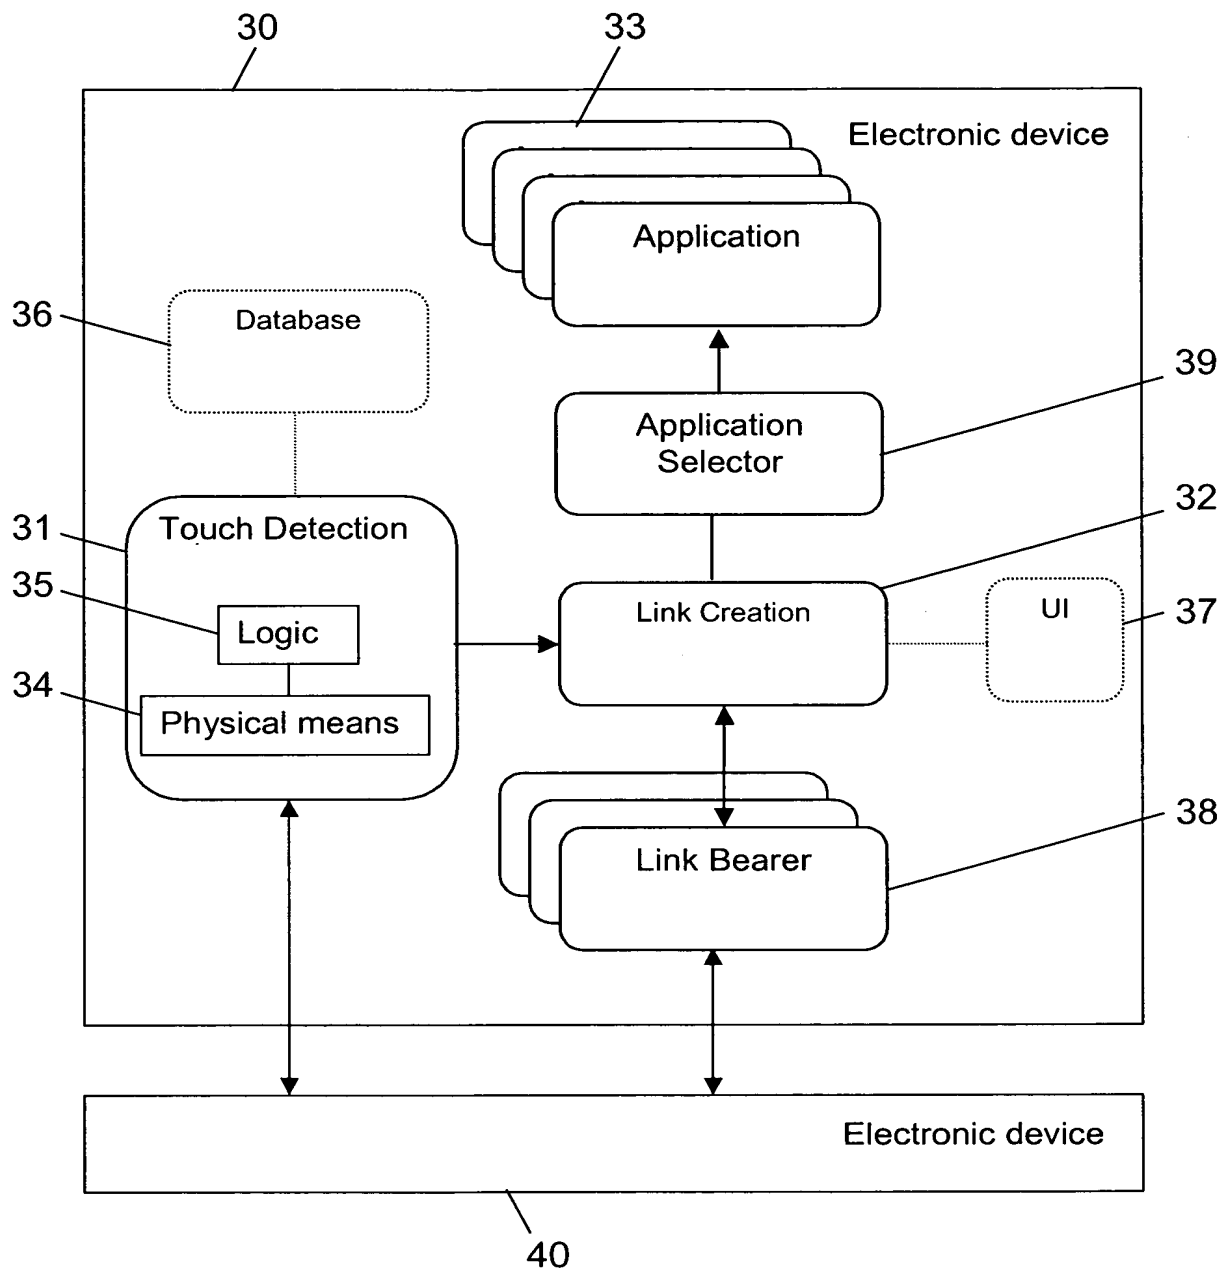 30
33
Electronic device
Application
36
Database
39
Application
Selector
32
31
Touch Detection
35
Logic
Link Creation
UI
37
34
Physical means
38
Link Bearer
Electronic device
40